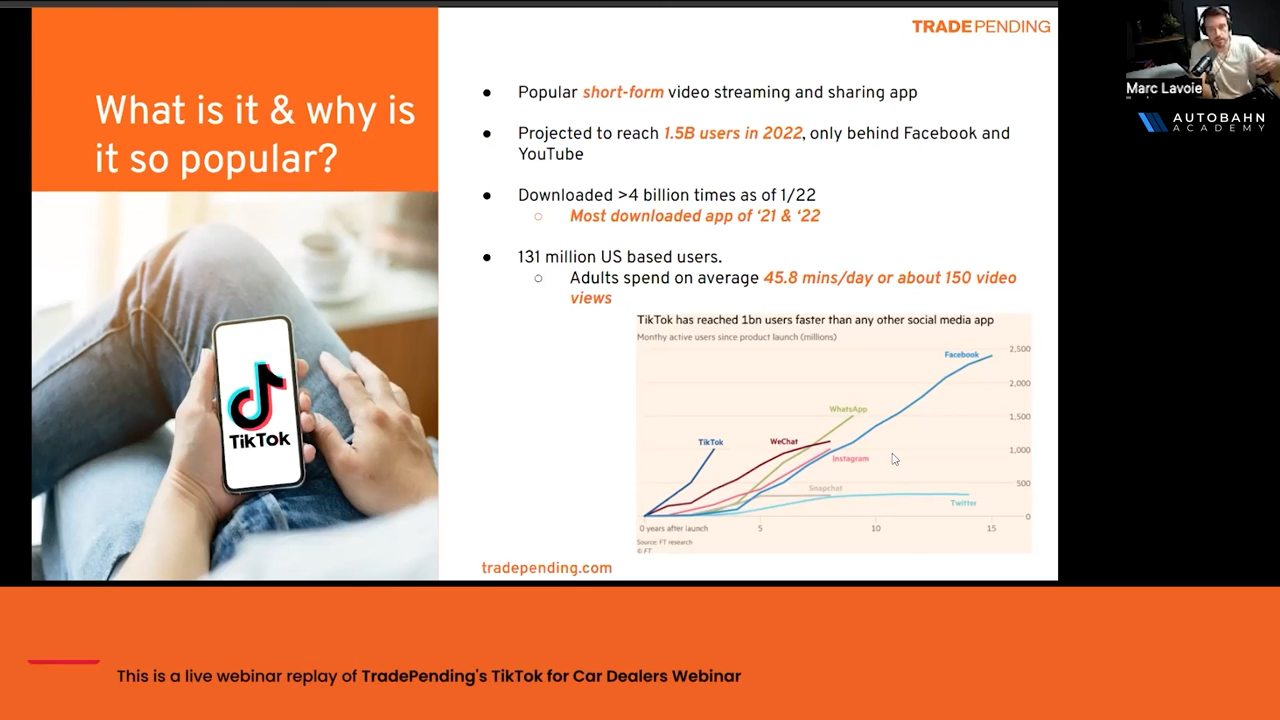 TRADEPENDING
What is it & why is
it so popular?
Popular short-form video streaming and sharing app
Projected to reach 1.5B users in 2022, only behind Facebook and
YouTube
Downloaded >4 billion times as of 1/22
Most downloaded app of ‘21 & ‘22
131 million US based users.
Adults spend on average 45.8 mins/day or about 150 video
views
TikTok
TikTok has reached 1bn users faster than any other social media app
Monthy active users since product launch (millions)
2,500
2,000
1,500
1,000
500
0
Facebook
WhatsApp
TikTok
WeChat
Instagram
Snapchat
Twitter
0 years after launch
5
10
15
Source: FT research
© FT
tradepending.com
Marc Lavoie
AUTOBAHN
ACADEMY
This is a live webinar replay of TradePending's TikTok for Car Dealers Webinar